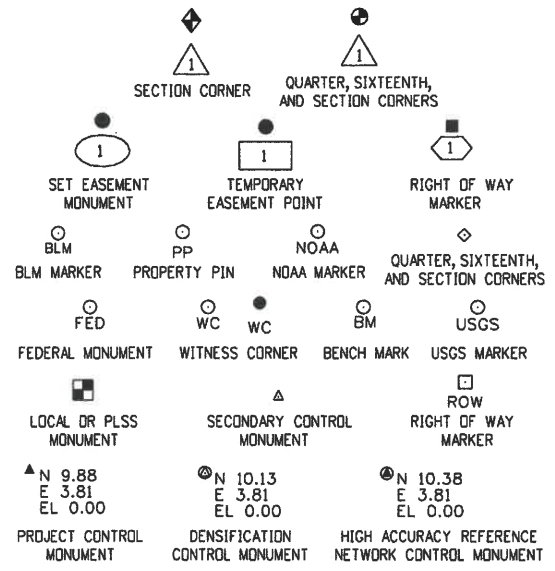 1
1
SECTION CORNER
QUARTER, SIXTEENTH,
AND SECTION CORNERS
1
1
1
SET EASEMENT
MONUMENT
TEMPORARY
EASEMENT POINT
RIGHT OF WAY
MARKER
BLM
BLM MARKER
PP
PROPERTY PIN
NOAA
NOAA MARKER
QUARTER, SIXTEENTH,
AND SECTION CORNERS
FED
FEDERAL MONUMENT
WC
WC
WITNESS CORNER
BM
BENCH MARK
USGS
USGS MARKER
LOCAL OR PLSS
MONUMENT
SECONDARY CONTROL
MONUMENT
ROW
RIGHT OF WAY
MARKER
N 9.88
E 3.81
EL 0.00
PROJECT CONTROL
MONUMENT
N 10.13
E 3.81
EL 0.00
DENSIFICATION
CONTROL MONUMENT
N 10.38
E 3.81
EL 0.00
HIGH ACCURACY REFERENCE
NETWORK CONTROL MONUMENT